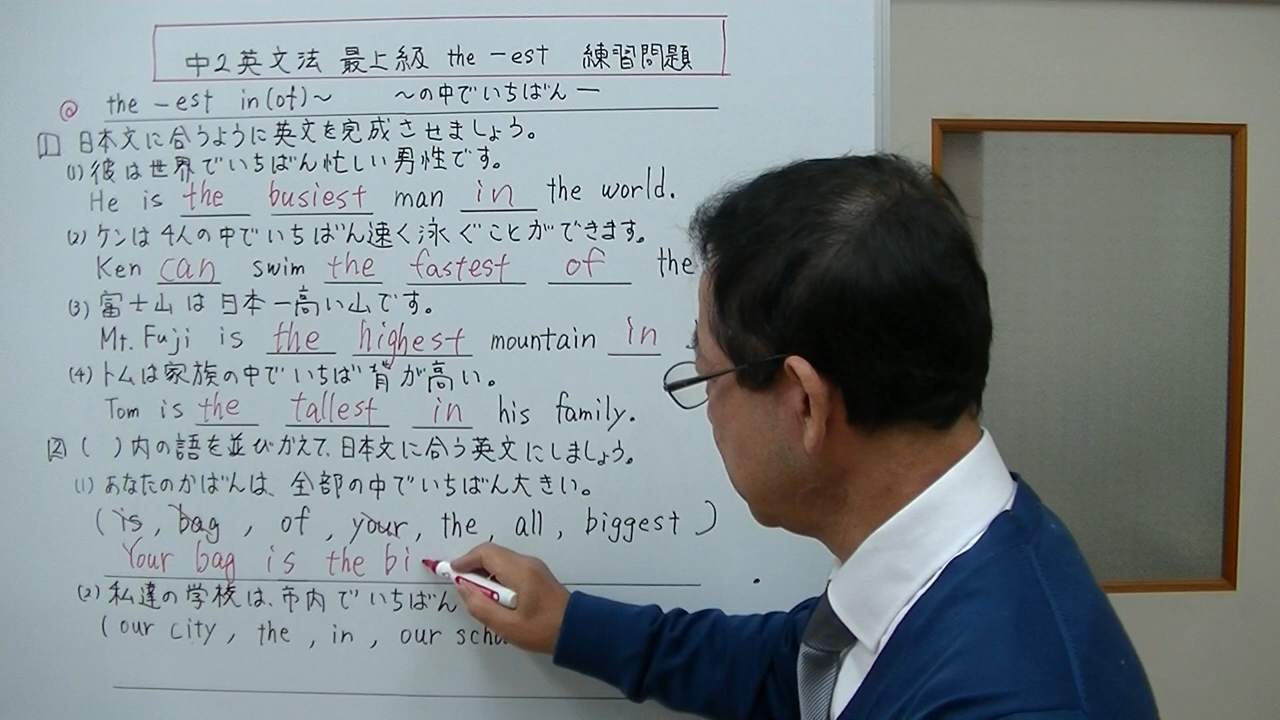 中2英文法 最上級 the -est 練習問題
◎ the -est in(of)～ ～の中でいちばん―
1 日本文に合うように英文を完成させましょう。
(1) 彼は世界でいちばん忙しい男性です。
He is the busiest man in the world.
(2) ケンは4人の中でいちばん速く泳ぐことができます。
Ken can swim the fastest of the
(3) 富士山は日本一高い山です。
Mt. Fuji is the highest mountain in
(4) トムは家族の中でいちばん背が高い。
Tom is the tallest in his family.
2 ( )内の語を並びかえて、日本文に合う英文にしましょう。
(1) あなたのかばんは、全部の中でいちばん大きい。
(is, bag, of, your, the, all, biggest)
Your bag is the bi .
(2) 私達の学校は、市内でいちばん
(our city, the, in, our